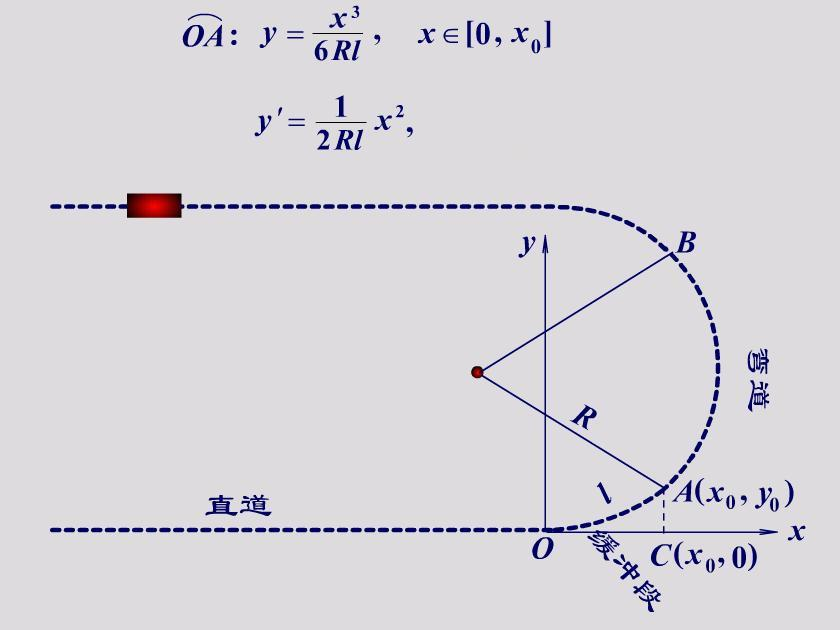 OA: y = x³/6Rl, x∈[0, x₀]
y′ = 1/2Rl x²,
y
B
弯道
R
A(x₀, y₀)
l
直道
x
O
C(x₀, 0)
缓冲段